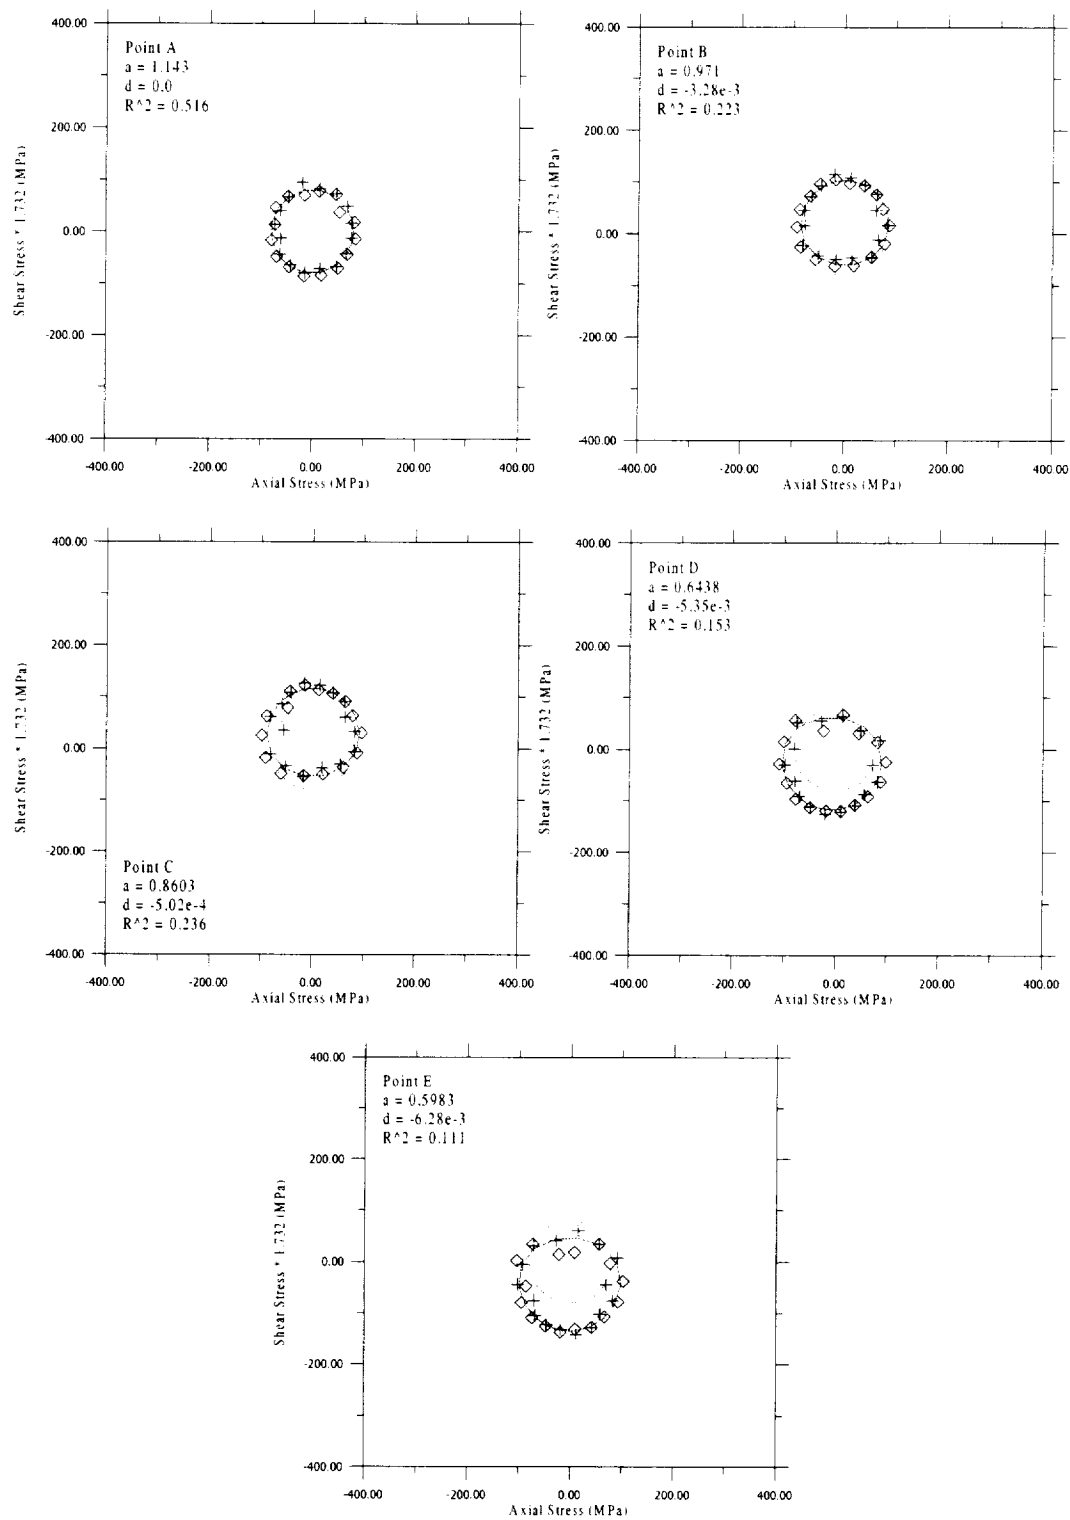 400.00
Point A
a = 1.143
d = 0.0
R^2 = 0.516
200.00
0.00
-200.00
-400.00
Shear Stress * 1.732 (MPa)
-400.00 -200.00 0.00 200.00 400.00
Axial Stress (MPa)
400.00
Point B
a = 0.971
d = -3.28e-3
R^2 = 0.223
200.00
0.00
-200.00
-400.00
Shear Stress * 1.732 (MPa)
-400.00 -200.00 0.00 200.00 400.00
Axial Stress (MPa)
400.00
200.00
0.00
-200.00
Point C
a = 0.8603
d = -5.02e-4
R^2 = 0.236
-400.00
Shear Stress * 1.732 (MPa)
-400.00 -200.00 0.00 200.00 400.00
Axial Stress (MPa)
400.00
Point D
a = 0.6438
d = -5.35e-3
R^2 = 0.153
200.00
0.00
-200.00
-400.00
Shear Stress * 1.732 (MPa)
-400.00 -200.00 0.00 200.00 400.00
Axial Stress (MPa)
400.00
Point E
a = 0.5983
d = -6.28e-3
R^2 = 0.111
200.00
0.00
-200.00
-400.00
Shear Stress * 1.732 (MPa)
-400.00 -200.00 0.00 200.00 400.00
Axial Stress (MPa)